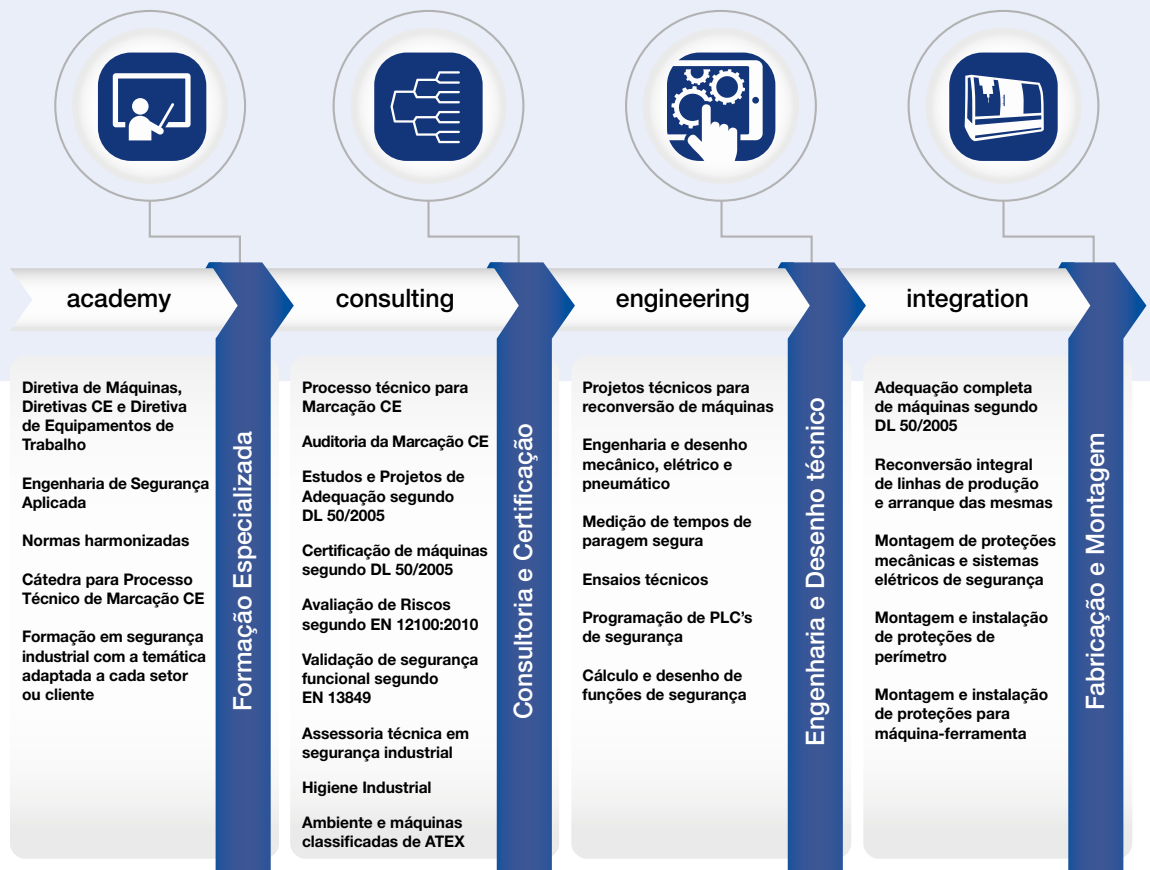 academy
Formação Especializada
Diretiva de Máquinas,
Diretivas CE e Diretiva
de Equipamentos de
Trabalho
Engenharia de Segurança
Aplicada
Normas harmonizadas
Cátedra para Processo
Técnico de Marcação CE
Formação em segurança
industrial com a temática
adaptada a cada setor
ou cliente
consulting
Consultoria e Certificação
Processo técnico para
Marcação CE
Auditoria da Marcação CE
Estudos e Projetos de
Adequação segundo
DL 50/2005
Certificação de máquinas
segundo DL 50/2005
Avaliação de Riscos
segundo EN 12100:2010
Validação de segurança
funcional segundo
EN 13849
Assessoria técnica em
segurança industrial
Higiene Industrial
Ambiente e máquinas
classificadas de ATEX
engineering
Engenharia e Desenho técnico
Projetos técnicos para
reconversão de máquinas
Engenharia e desenho
mecânico, elétrico e
pneumático
Medição de tempos de
paragem segura
Ensaios técnicos
Programação de PLC's
de segurança
Cálculo e desenho de
funções de segurança
integration
Fabricação e Montagem
Adequação completa
de máquinas segundo
DL 50/2005
Reconversão integral
de linhas de produção
e arranque das mesmas
Montagem de proteções
mecânicas e sistemas
elétricos de segurança
Montagem e instalação
de proteções de
perímetro
Montagem e instalação
de proteções para
máquina-ferramenta